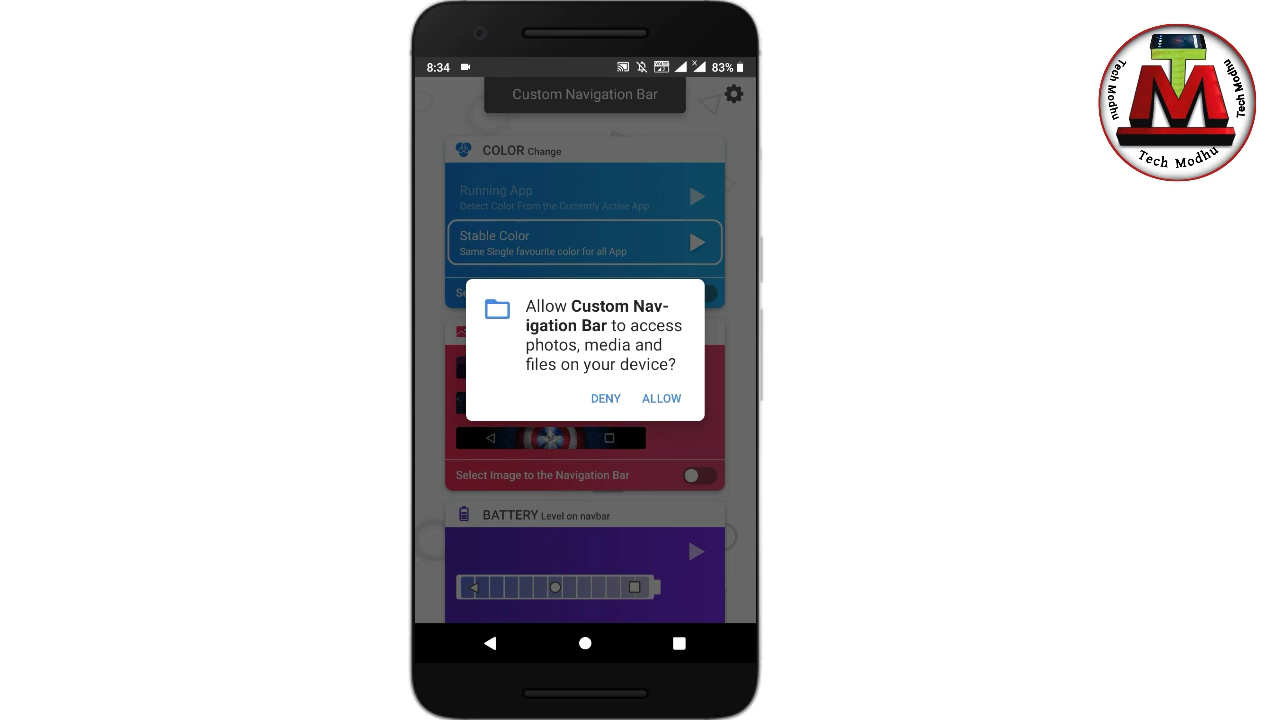 8:34
83%
Custom Navigation Bar
COLOR Change
Running App
Detect Color From the Currently Active App
Stable Color
Same Single favourite color for all App
Se
Allow Custom Nav-
igation Bar to access
photos, media and
files on your device?
DENY ALLOW
Select Image to the Navigation Bar
BATTERY Level on navbar
Tech Modhu
Tech Modhu
Tech Modhu
TM